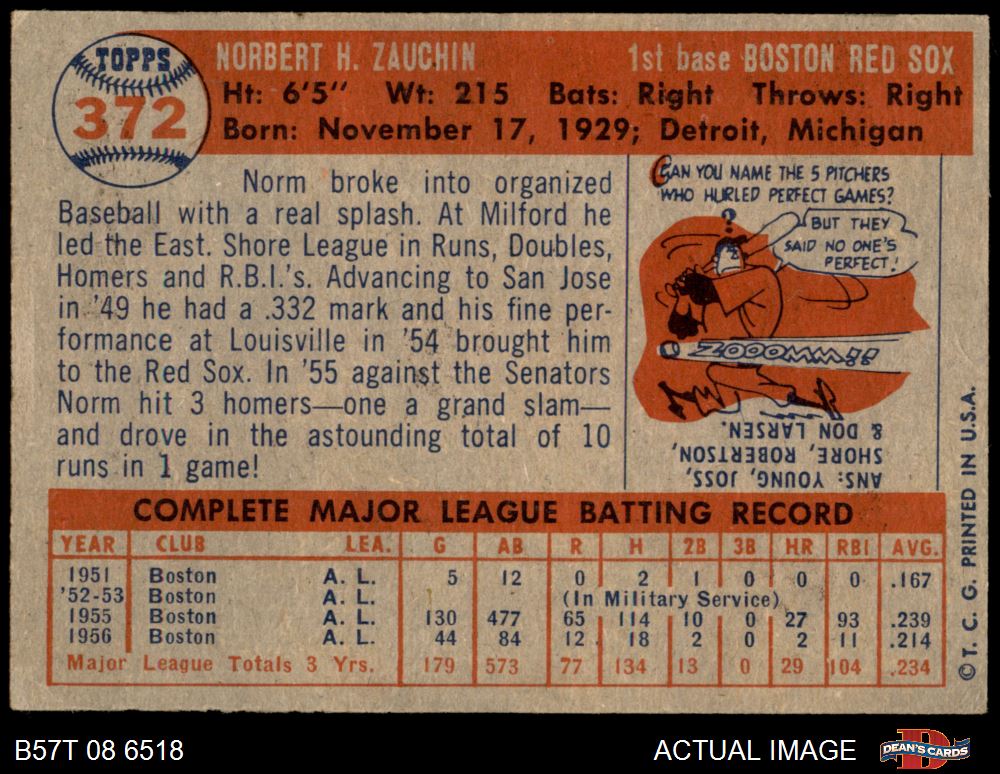 TOPPS
372
NORBERT H. ZAUCHIN 1st base BOSTON RED SOX
Ht: 6'5" Wt: 215 Bats: Right Throws: Right
Born: November 17, 1929; Detroit, Michigan
Norm broke into organized
Baseball with a real splash. At Milford he
led the East. Shore League in Runs, Doubles,
Homers and R.B.I.'s. Advancing to San Jose
in '49 he had a .332 mark and his fine per-
formance at Louisville in '54 brought him
to the Red Sox. In '55 against the Senators
Norm hit 3 homers—one a grand slam—
and drove in the astounding total of 10
runs in 1 game!
CAN YOU NAME THE 5 PITCHERS
WHO HURLED PERFECT GAMES?
?
BUT THEY
SAID NO ONE'S
PERFECT!
ZOOOMM!!
ANS: YOUNG, JOSS,
SHORE, ROBERTSON,
& DON LARSEN.
COMPLETE MAJOR LEAGUE BATTING RECORD
YEAR CLUB LEA. G AB R H 2B 3B HR RBI AVG.
1951 Boston A. L. 5 12 0 2 1 0 0 0 .167
'52-53 Boston A. L. (In Military Service)
1955 Boston A. L. 130 477 65 114 10 0 27 93 .239
1956 Boston A. L. 44 84 12 18 2 0 2 11 .214
Major League Totals 3 Yrs. 179 573 77 134 13 0 29 104 .234
©T. C. G. PRINTED IN U.S.A.
B57T 08 6518 ACTUAL IMAGE DEAN'S CARDS